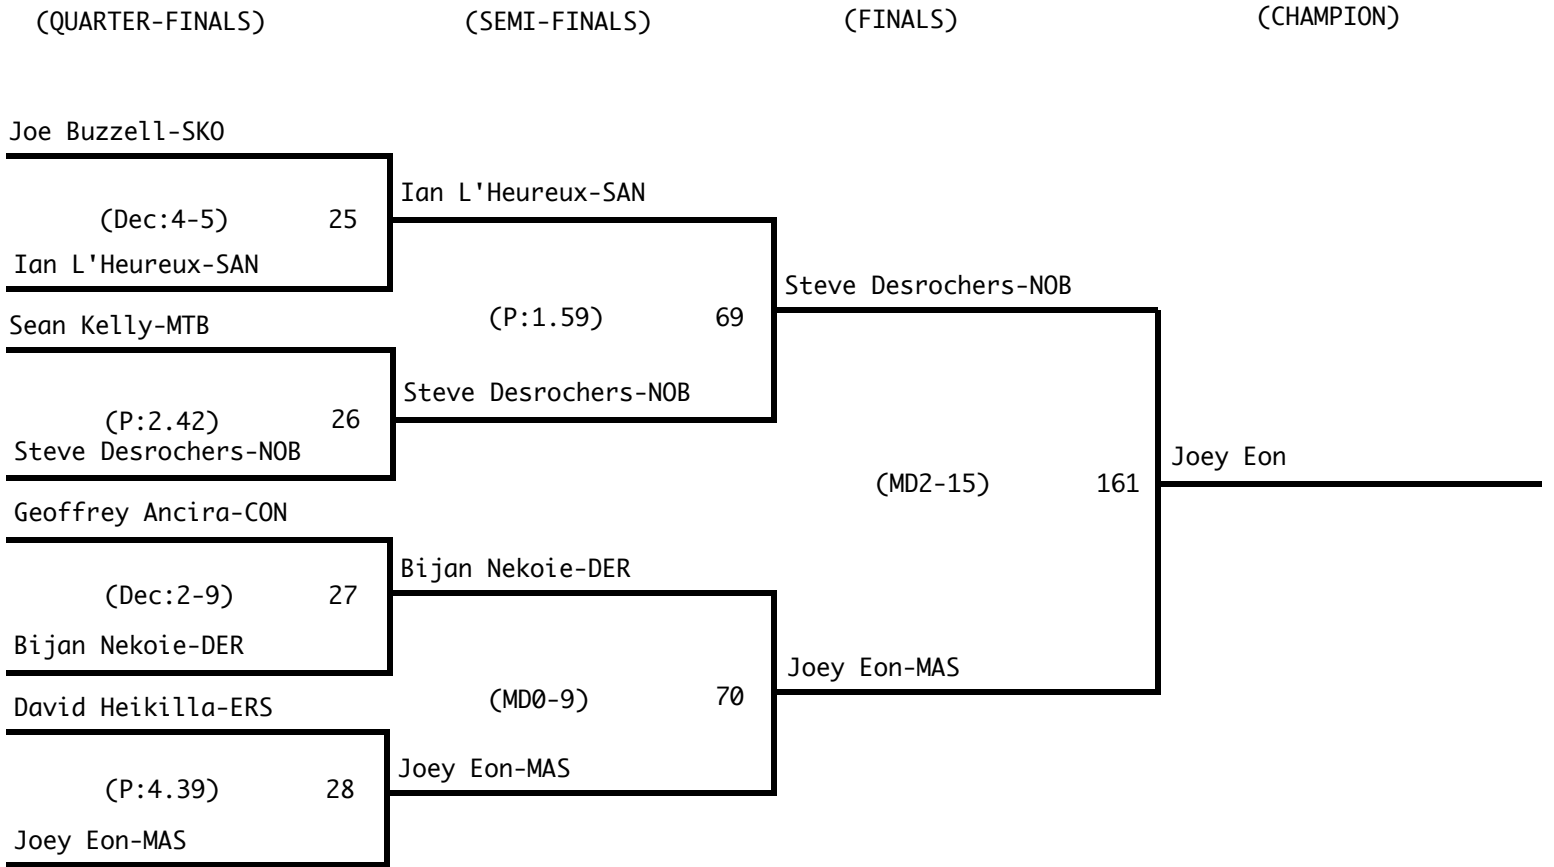 (QUARTER-FINALS) (SEMI-FINALS) (FINALS) (CHAMPION)
Joe Buzzell-SKO
(Dec:4-5) 25
Ian L'Heureux-SAN
Sean Kelly-MTB
(P:2.42) 26
Steve Desrochers-NOB
Geoffrey Ancira-CON
(Dec:2-9) 27
Bijan Nekoie-DER
David Heikilla-ERS
(P:4.39) 28
Joey Eon-MAS
Ian L'Heureux-SAN
(P:1.59) 69
Steve Desrochers-NOB
Bijan Nekoie-DER
(MD0-9) 70
Joey Eon-MAS
Steve Desrochers-NOB
(MD2-15) 161
Joey Eon-MAS
Joey Eon